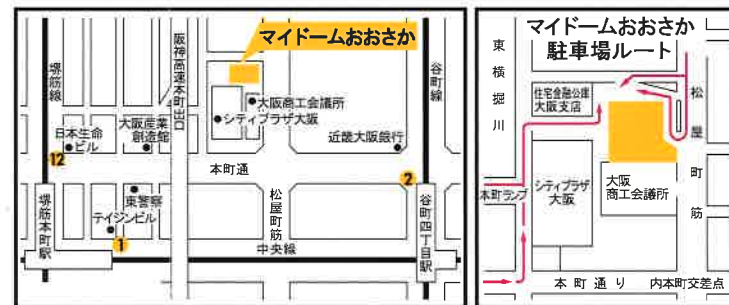 マイドームおおさか
堺筋線
阪神高速本町出口
谷町線
大阪商工会議所
シティプラザ大阪
大阪産業
創造館
日本生命
ビル
近畿大阪銀行
12
本町通
2
東警察
テイジンビル
1
松屋町筋
中央線
堺筋本町駅
谷町四丁目駅
マイドームおおさか
駐車場ルート
東横堀川
住宅金融公庫
大阪支店
松屋町筋
本町ランプ
シティプラザ
大阪
大阪
商工会議所
本町通り
内本町交差点